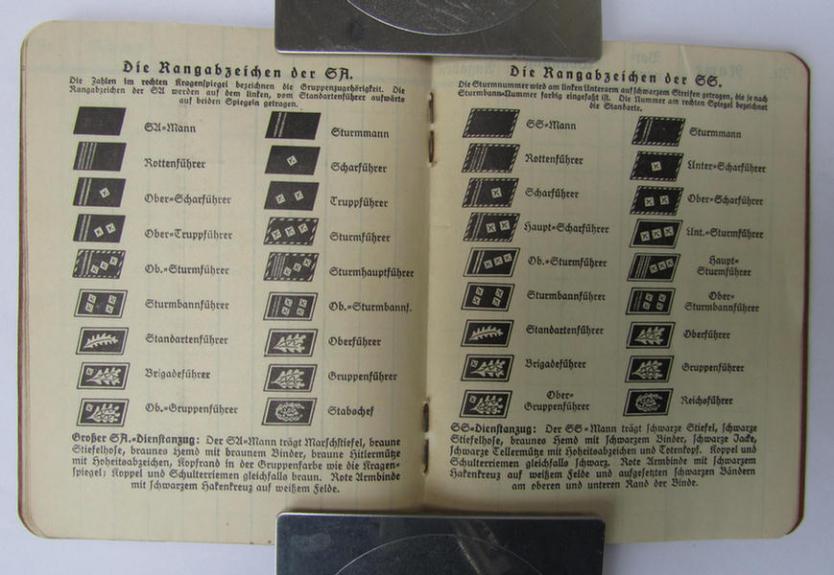 Die Rangabzeichen der SA.
Die Zahlen im rechten Kragenspiegel bezeichnen die Gruppenzugehörigkeit. Die
Rangabzeichen der SA werden auf dem linken, vom Standartenführer aufwärts
auf beiden Spiegeln getragen.
SA=Mann
Sturmmann
Rottenführer
Scharführer
Ober=Scharführer
Truppführer
Ober=Truppführer
Sturmführer
Ob.=Sturmführer
Sturmhauptführer
Sturmbannführer
Ob.=Sturmbannf.
Standartenführer
Oberführer
Brigadeführer
Gruppenführer
Ob.=Gruppenführer
Stabschef
Großer SA.=Dienstanzug: Der SA=Mann trägt Marschstiefel, braune
Stiefelhose, braunes Hemd mit braunem Binder, braune Hitlermütze
mit Hoheitsabzeichen, Kopfrand in der Gruppenfarbe wie die Kragen=
spiegel; Koppel und Schulterriemen gleichfalls braun. Rote Armbinde
mit schwarzem Hakenkreuz auf weißem Felde.
Die Rangabzeichen der SS.
Die Sturmnummer wird am linken Unterarm auf schwarzem Streifen getragen, die je nach
Sturmbann=Nummer farbig eingefaßt ist. Die Nummer am rechten Spiegel bezeichnet
die Standarte.
SS=Mann
Sturmmann
Rottenführer
Unter=Scharführer
Scharführer
Ober=Scharführer
Haupt=Scharführer
Unt.=Sturmführer
Ob.=Sturmführer
Haupt=
Sturmführer
Sturmbannführer
Ober=
Sturmbannführer
Standartenführer
Oberführer
Brigadeführer
Gruppenführer
Ober=
Gruppenführer
Reichsführer
SS=Dienstanzug: Der SS=Mann trägt schwarze Stiefel, schwarze
Stiefelhose, braunes Hemd mit schwarzem Binder, schwarze Jacke,
schwarze Tellermütze mit Hoheitsabzeichen und Totenkopf. Koppel und
Schulterriemen gleichfalls schwarz. Rote Armbinde mit schwarzem
Hakenkreuz auf weißem Felde und aufgesetzten schwarzen Bändern
am oberen und unteren Rand der Binde.